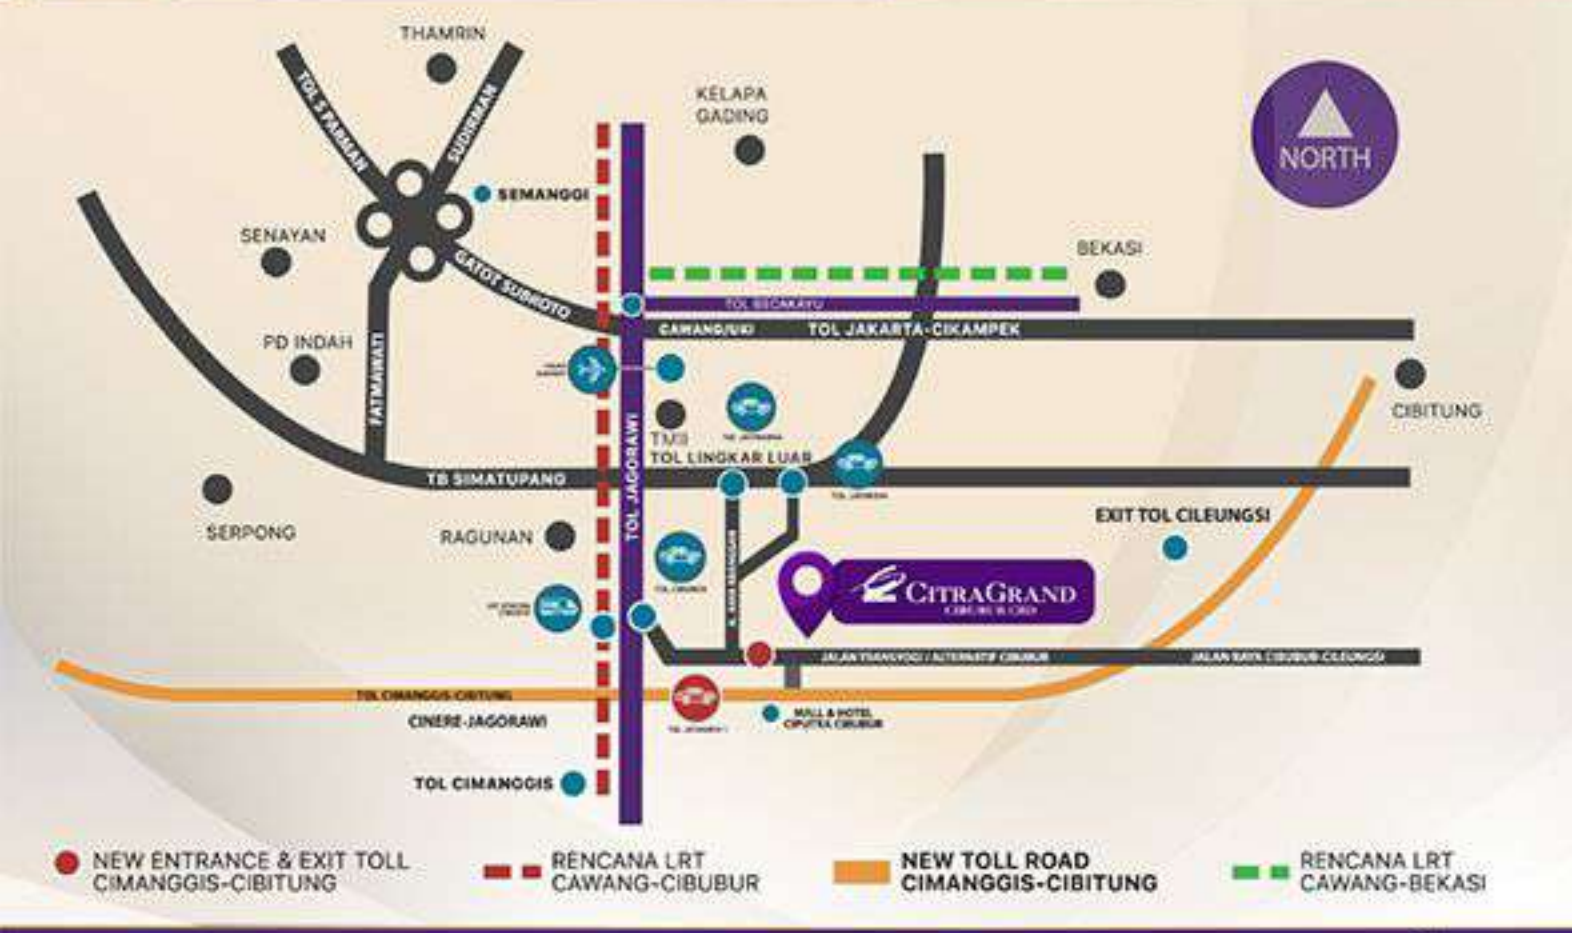 THAMRIN
TOL S PARMAN
SUDIRMAN
KELAPA
GADING
NORTH
SEMANGGI
SENAYAN
GATOT SUBROTO
BEKASI
TOL BECAKAYU
CAWANG/UKI
TOL JAKARTA-CIKAMPEK
PD INDAH
FATMAWATI
CIBITUNG
TOL JAGORAWI
TMII
TOL LINGKAR LUAR
TB SIMATUPANG
SERPONG
RAGUNAN
EXIT TOL CILEUNGSI
CITRAGRAND
CIBUBUR CBD
JALAN TRANSYOGI / ALTERNATIF CIBUBUR
JALAN RAYA CIBUBUR-CILEUNGSI
TOL CIMANGGIS-CIBITUNG
CINERE-JAGORAWI
MALL & HOTEL
CIPUTRA CIBUBUR
TOL CIMANGGIS
NEW ENTRANCE & EXIT TOLL
CIMANGGIS-CIBITUNG
RENCANA LRT
CAWANG-CIBUBUR
NEW TOLL ROAD
CIMANGGIS-CIBITUNG
RENCANA LRT
CAWANG-BEKASI